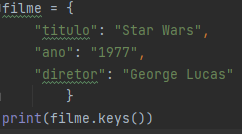 filme = {
    "titulo": "Star Wars",
    "ano": "1977",
    "diretor": "George Lucas"
        }
print(filme.keys())